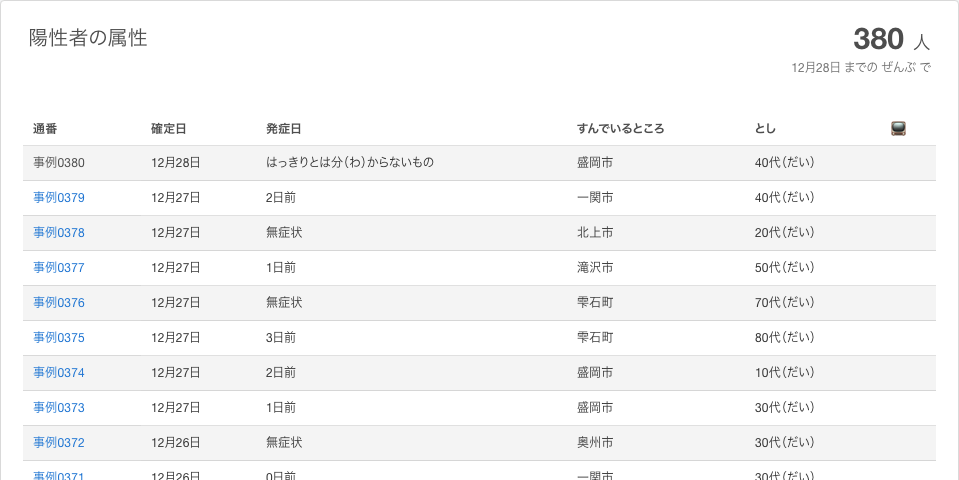 陽性者の属性
380 人
12月28日 までの ぜんぶ で
通番 確定日 発症日 すんでいるところ とし
事例0380 12月28日 はっきりとは分（わ）からないもの 盛岡市 40代（だい）
事例0379 12月27日 2日前 一関市 40代（だい）
事例0378 12月27日 無症状 北上市 20代（だい）
事例0377 12月27日 1日前 滝沢市 50代（だい）
事例0376 12月27日 無症状 雫石町 70代（だい）
事例0375 12月27日 3日前 雫石町 80代（だい）
事例0374 12月27日 2日前 盛岡市 10代（だい）
事例0373 12月27日 1日前 盛岡市 30代（だい）
事例0372 12月26日 無症状 奥州市 30代（だい）
事例0371 12月26日 0日前 一関市 30代（だい）